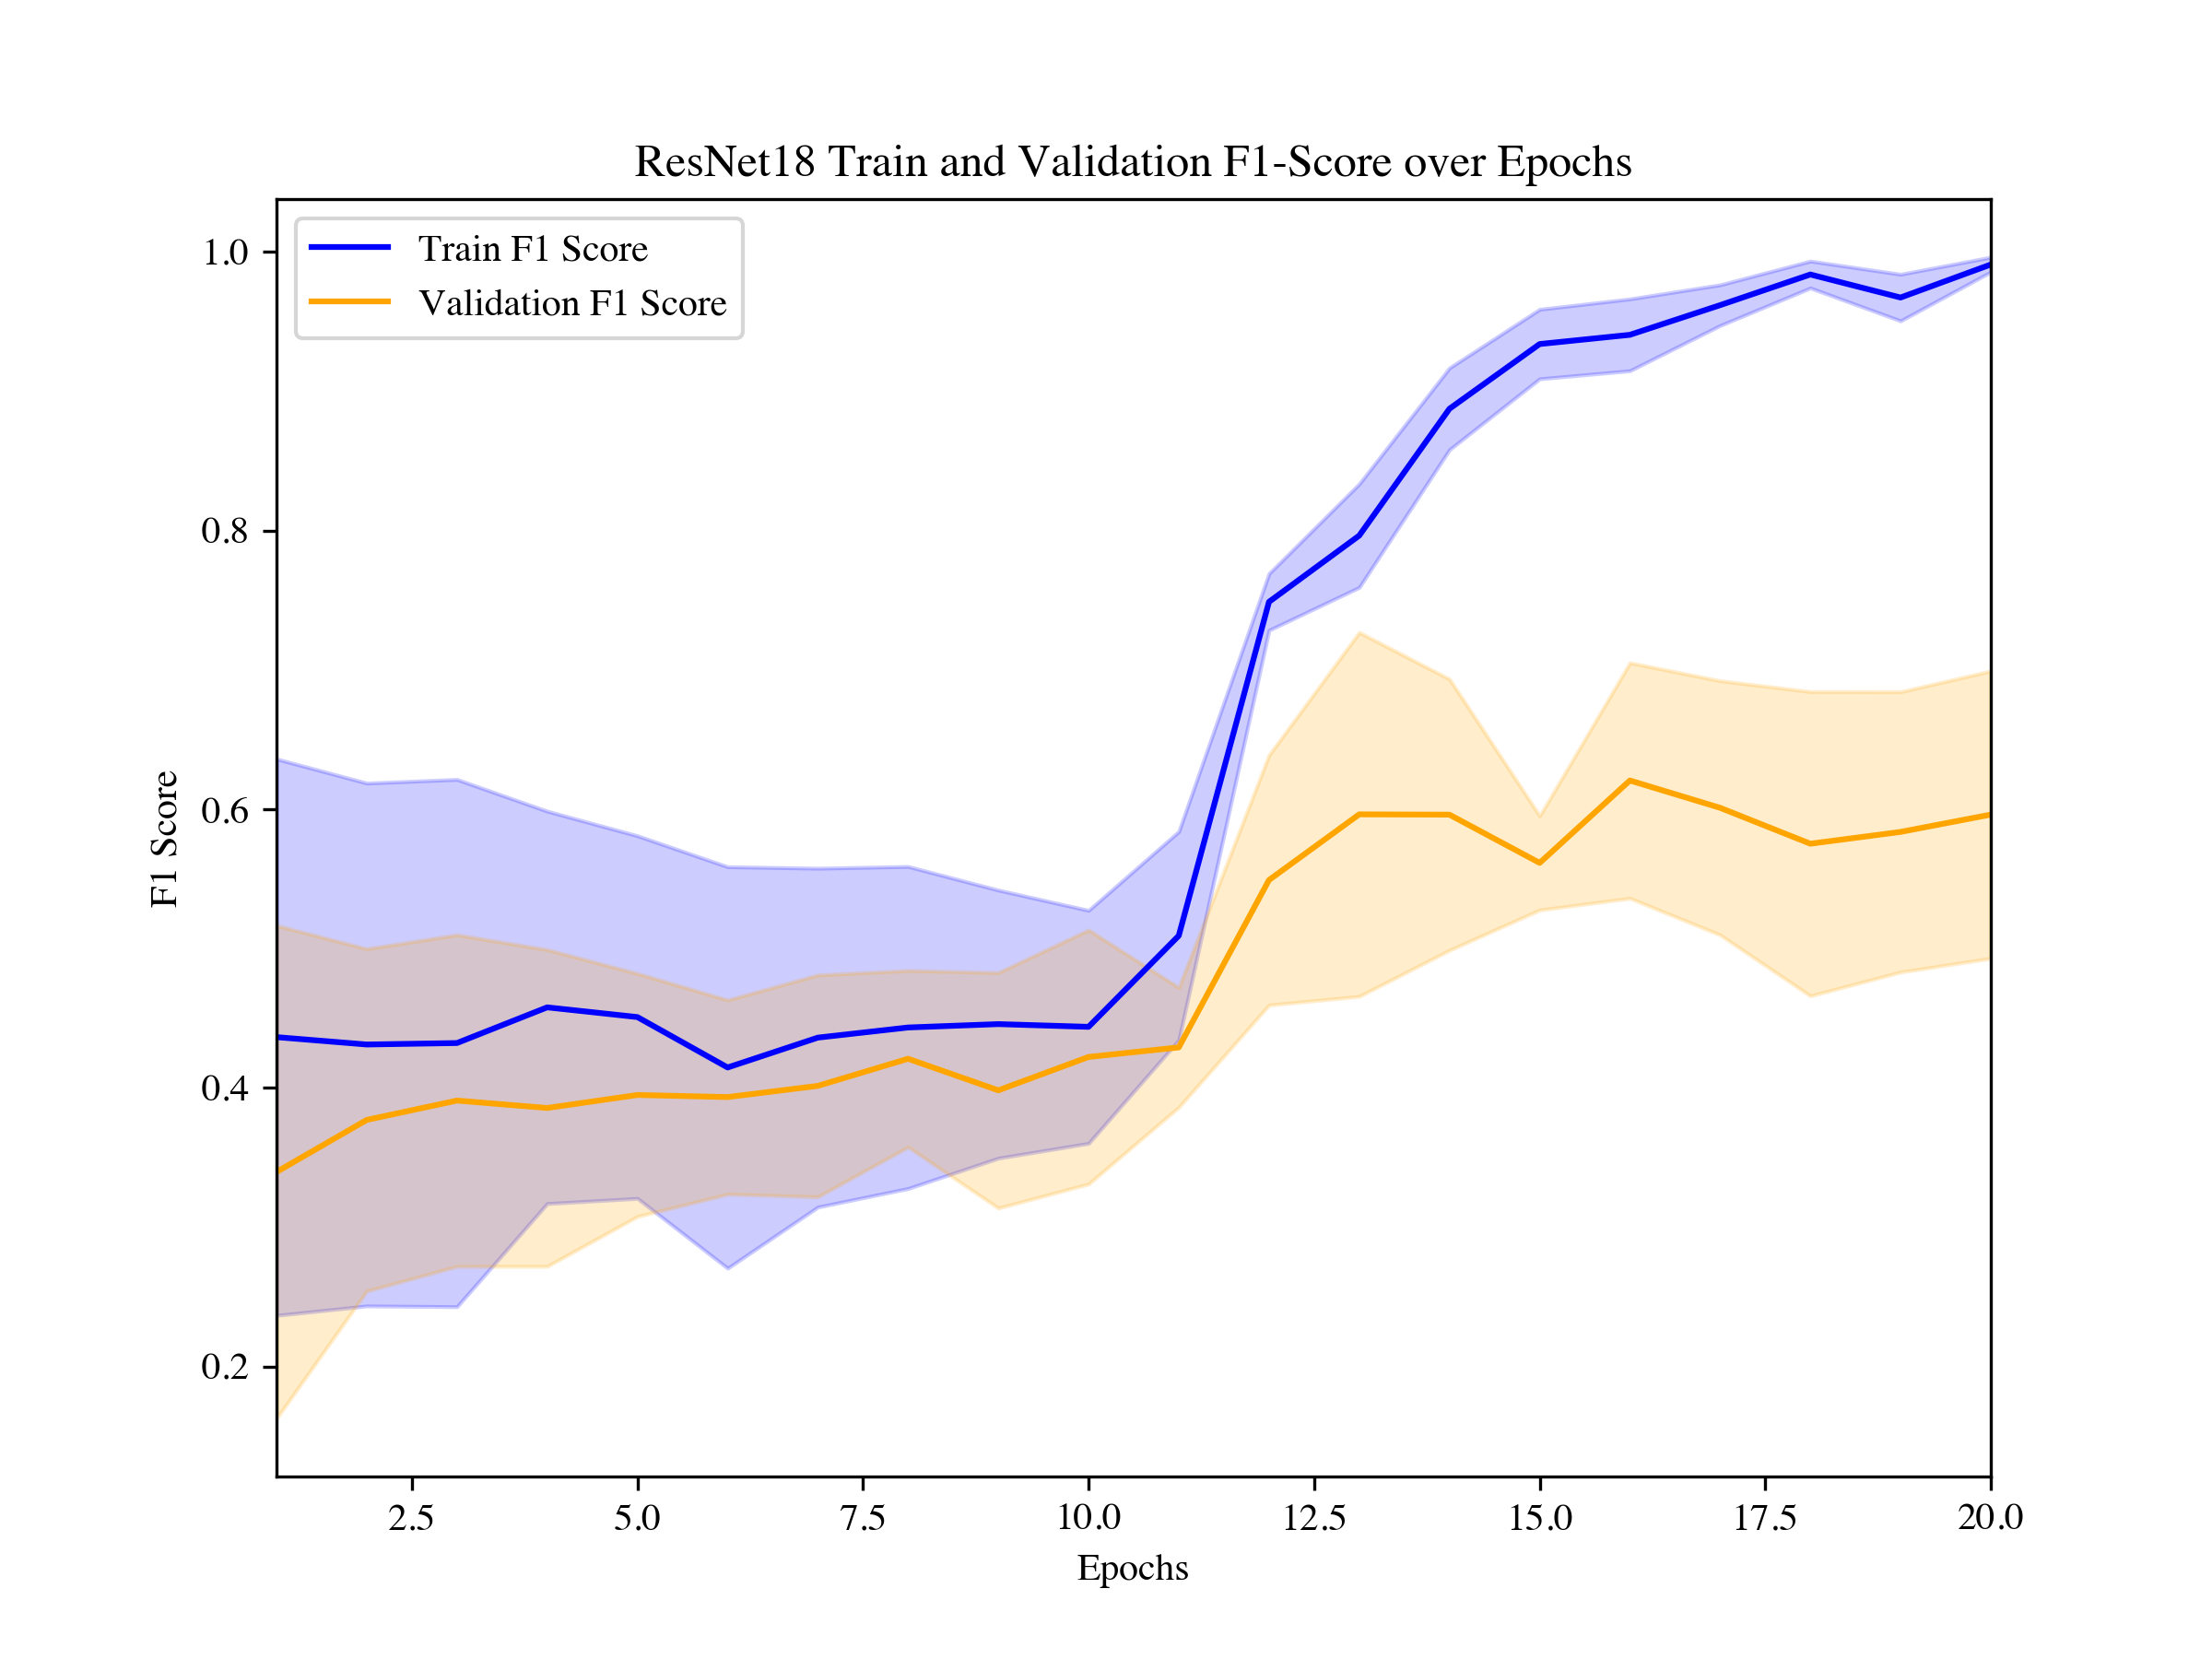 ResNet18 Train and Validation F1-Score over Epochs
Train F1 Score
Validation F1 Score
1.0
0.8
0.6
0.4
0.2
F1 Score
2.5 5.0 7.5 10.0 12.5 15.0 17.5 20.0
Epochs